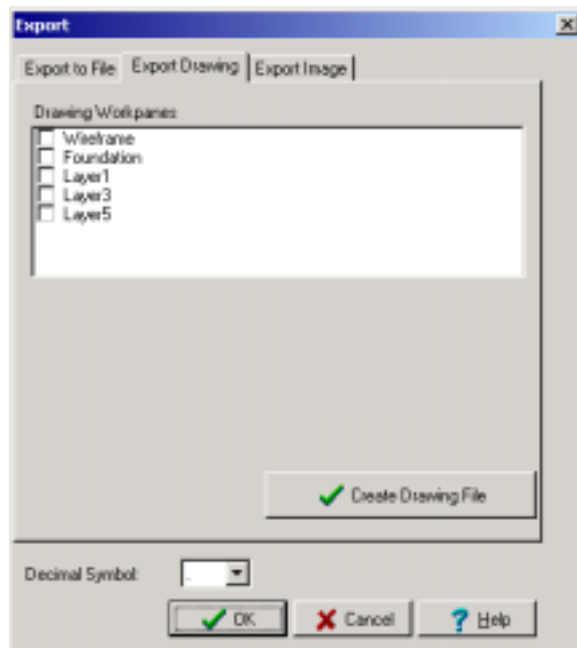 Export
Export to File Export Drawing Export Image
Drawing Workpanes
Wireframe
Foundation
Layer1
Layer3
Layer5
Create Drawing File
Decimal Symbol: .
OK Cancel Help